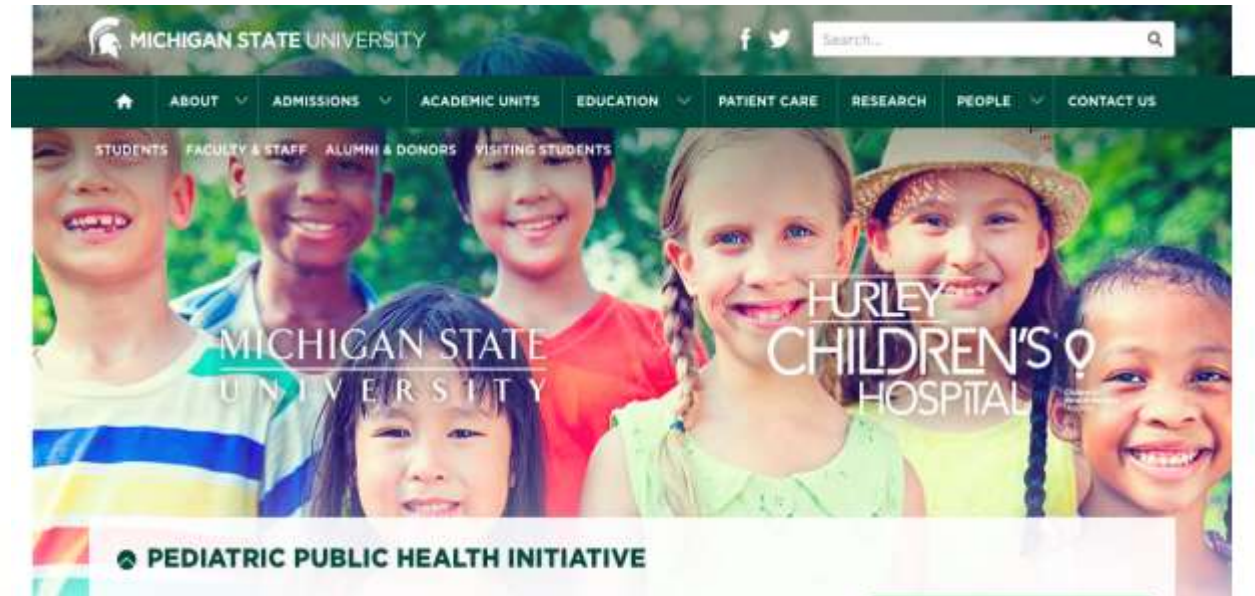 MICHIGAN STATE UNIVERSITY
f
Search...
ABOUT ADMISSIONS ACADEMIC UNITS EDUCATION PATIENT CARE RESEARCH PEOPLE CONTACT US
STUDENTS FACULTY & STAFF ALUMNI & DONORS VISITING STUDENTS
MICHIGAN STATE
UNIVERSITY
HURLEY
CHILDREN'S
HOSPITAL
PEDIATRIC PUBLIC HEALTH INITIATIVE